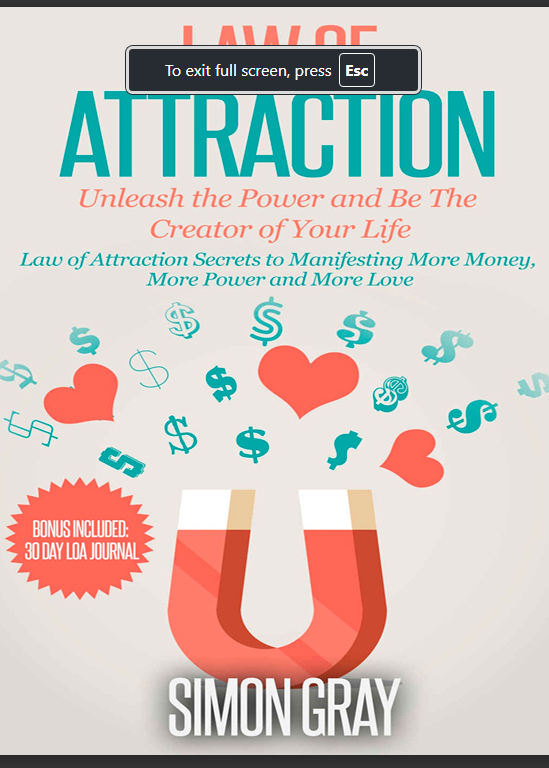 LAW OF
To exit full screen, press Esc
ATTRACTION
Unleash the Power and Be The
Creator of Your Life
Law of Attraction Secrets to Manifesting More Money,
More Power and More Love
BONUS INCLUDED:
30 DAY LOA JOURNAL
SIMON GRAY